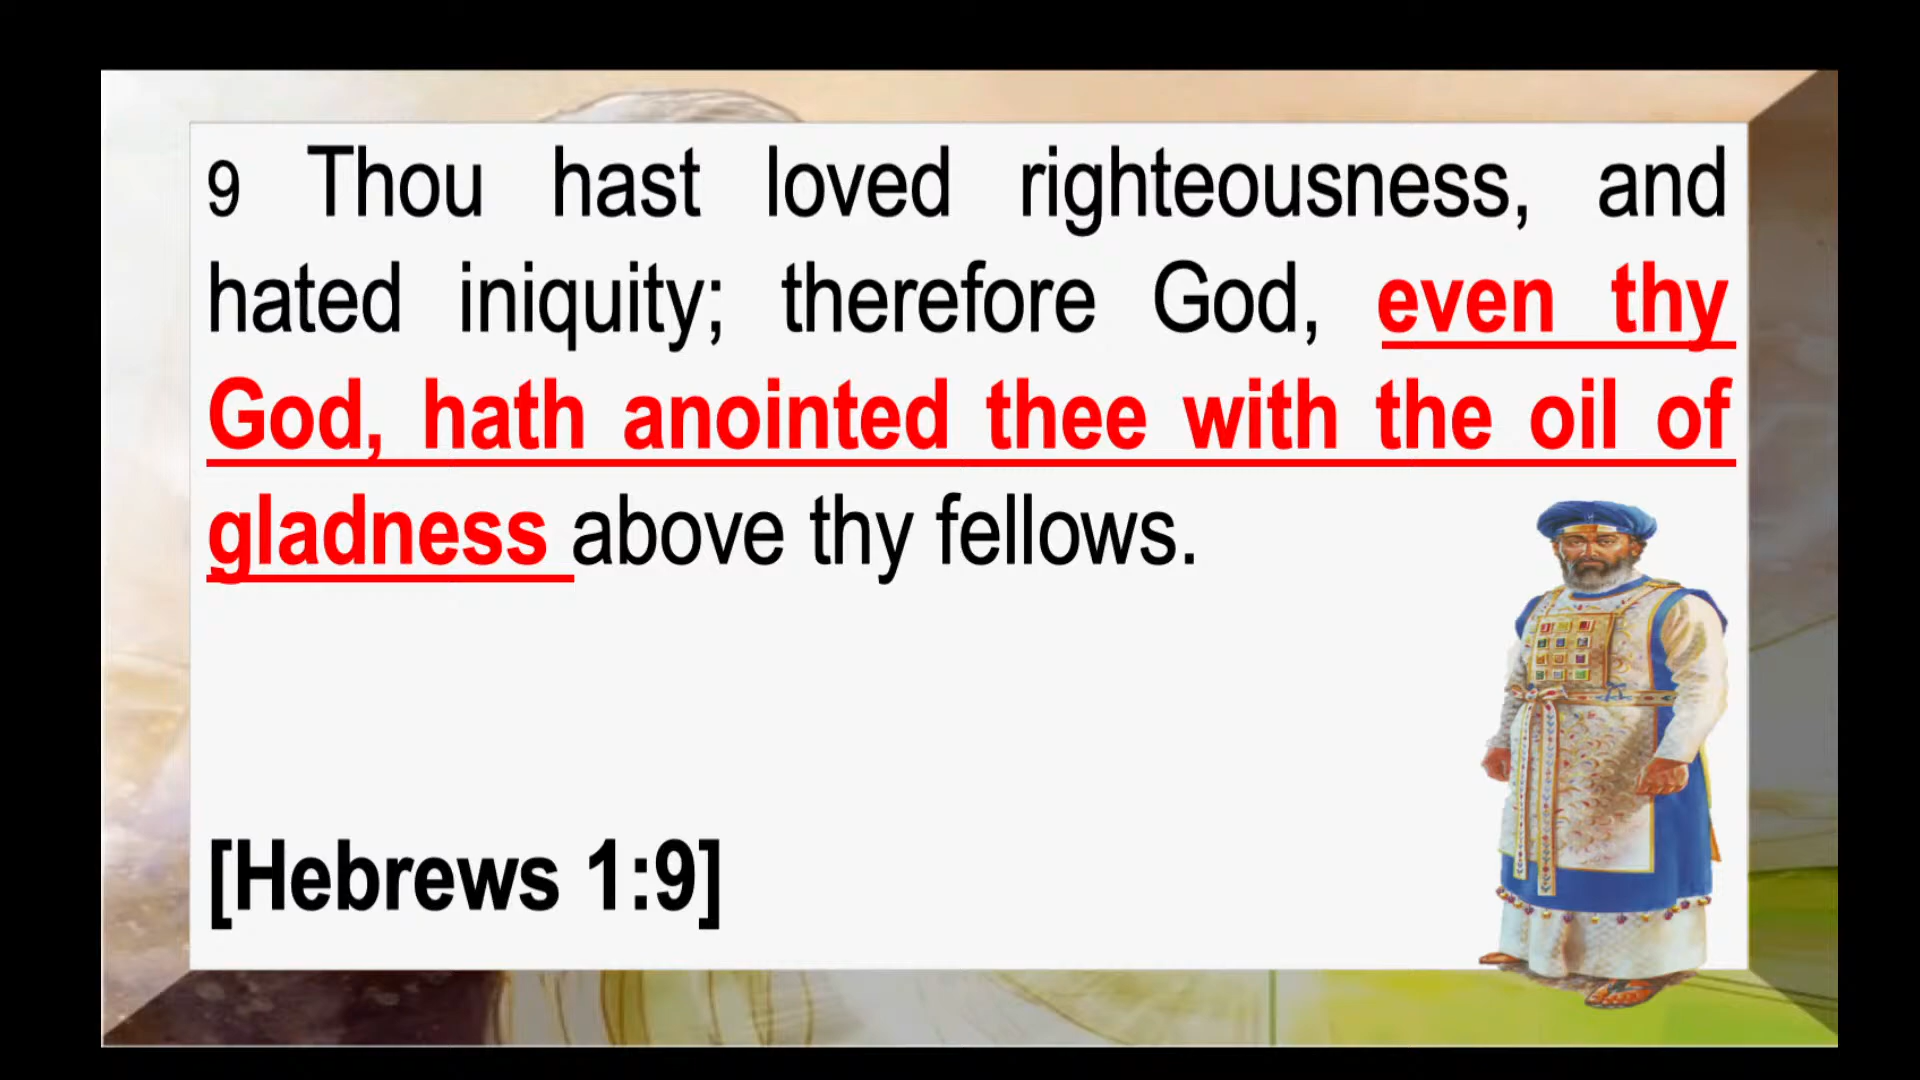 9 Thou hast loved righteousness, and
hated iniquity; therefore God, even thy
God, hath anointed thee with the oil of
gladness above thy fellows.
[Hebrews 1:9]